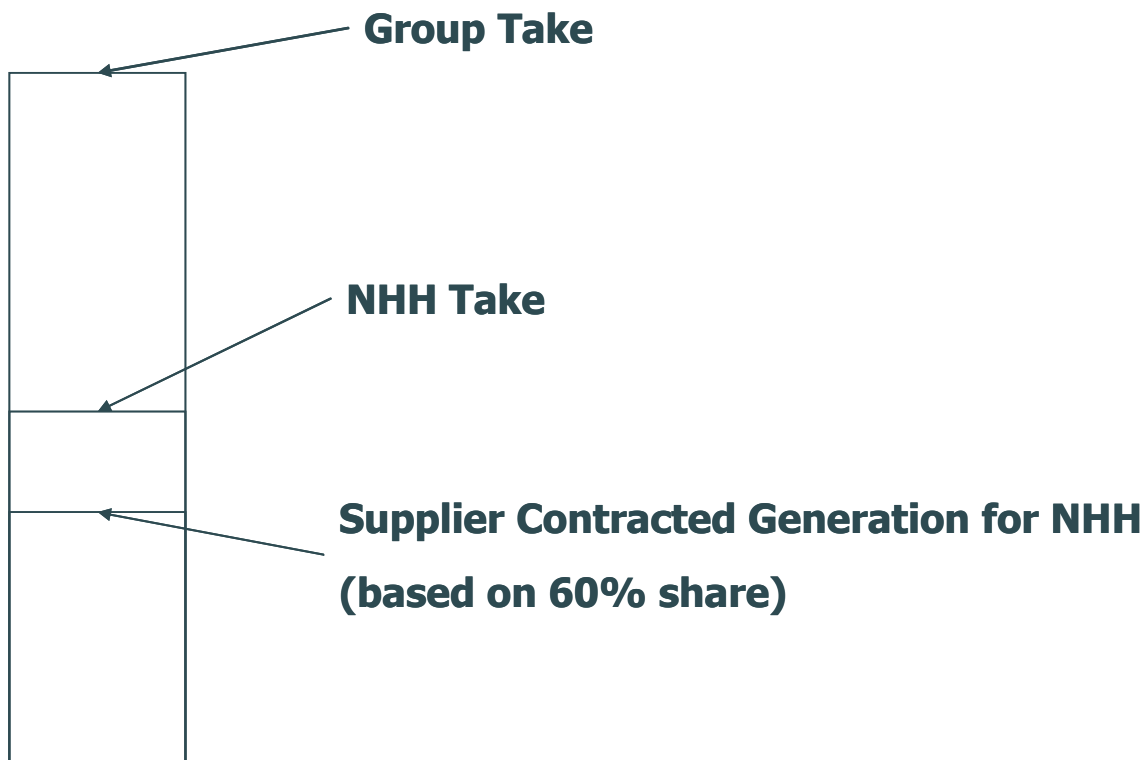 Group Take
NHH Take
Supplier Contracted Generation for NHH
(based on 60% share)